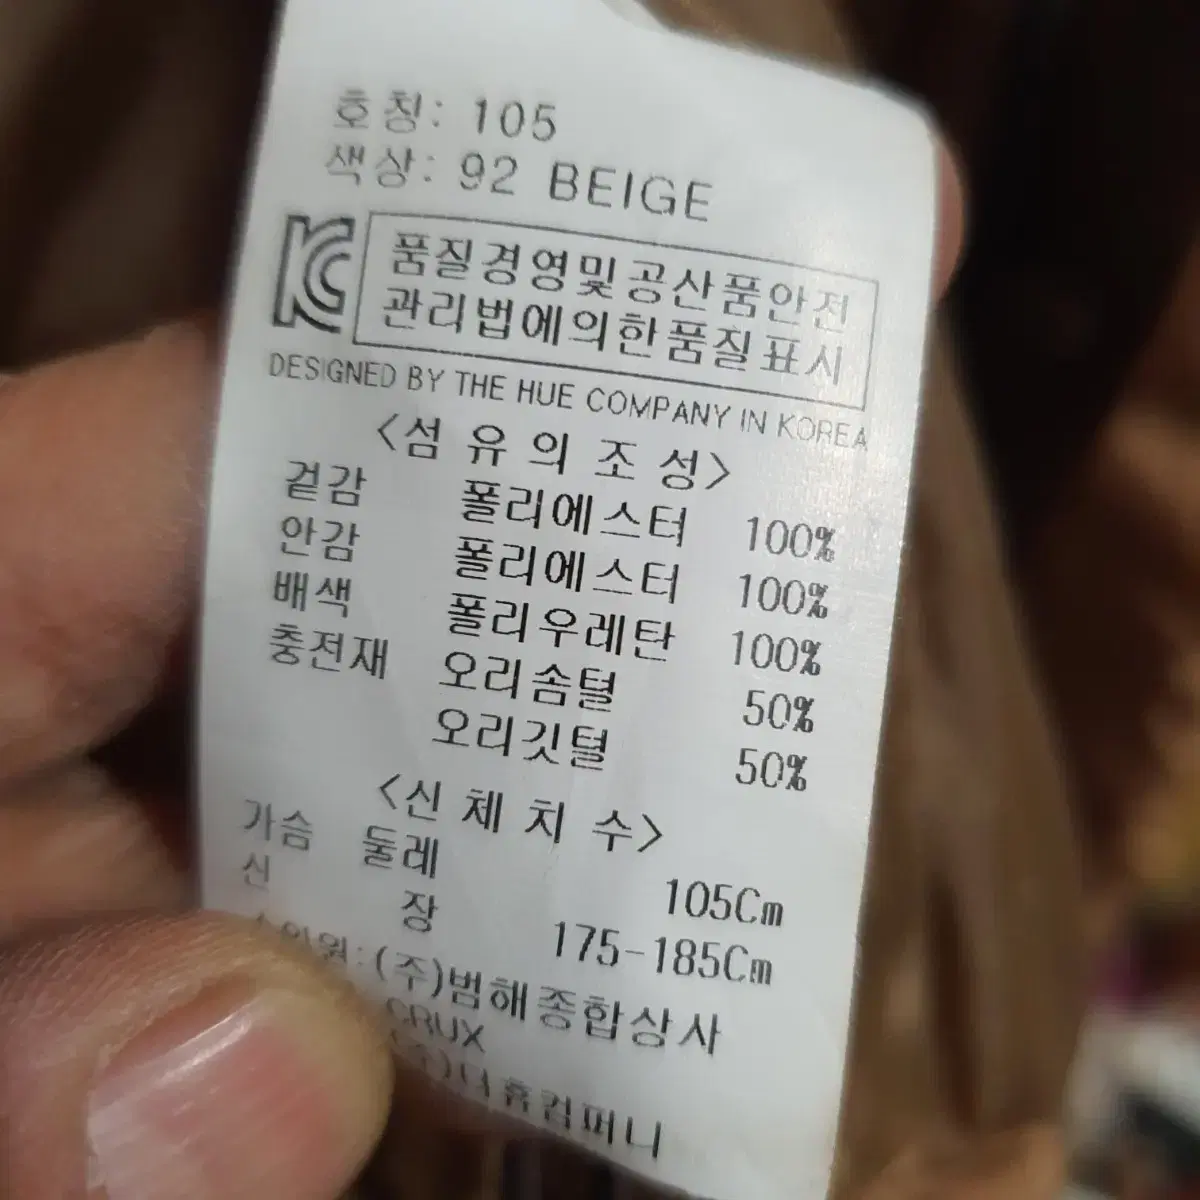 호칭: 105
색상: 92 BEIGE
KC
품질경영및공산품안전
관리법에의한품질표시
DESIGNED BY THE HUE COMPANY IN KOREA
<섬 유 의 조 성>
겉감 폴리에스터 100%
안감 폴리에스터 100%
배색 폴리우레탄 100%
충전재 오리솜털 50%
오리깃털 50%
<신 체 치 수>
가슴 둘레 105Cm
신 장 175-185Cm
(주)범해종합상사
CRUX